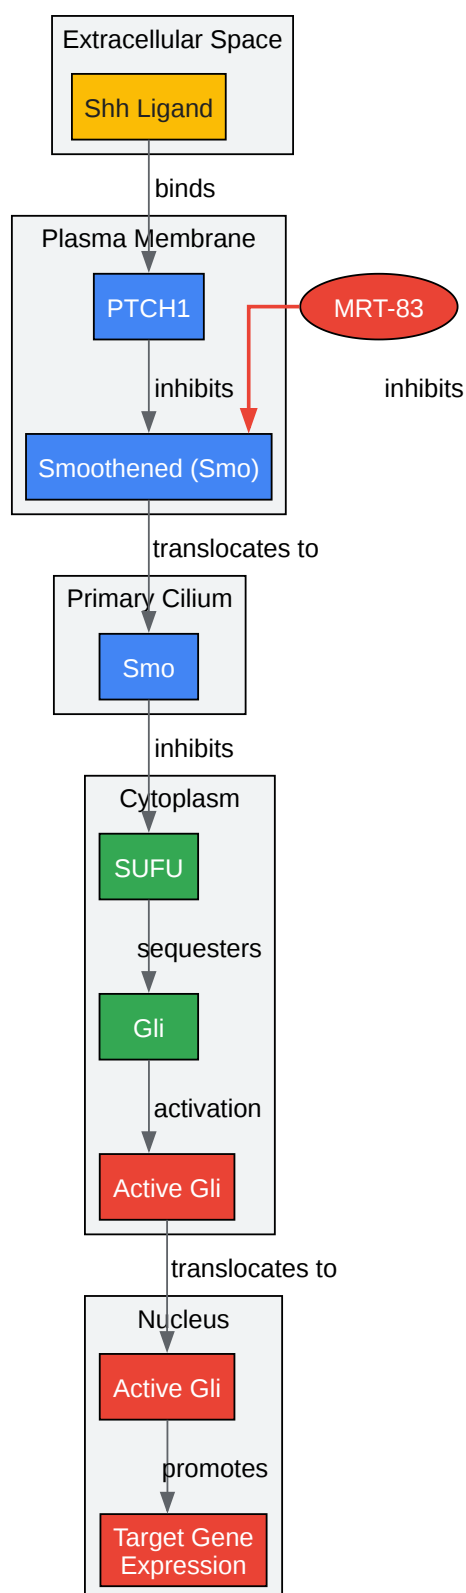 Extracellular Space
Shh Ligand
binds
Plasma Membrane
PTCH1
MRT-83
inhibits
inhibits
Smoothened (Smo)
translocates to
Primary Cilium
Smo
inhibits
Cytoplasm
SUFU
sequesters
Gli
activation
Active Gli
translocates to
Nucleus
Active Gli
promotes
Target Gene
Expression